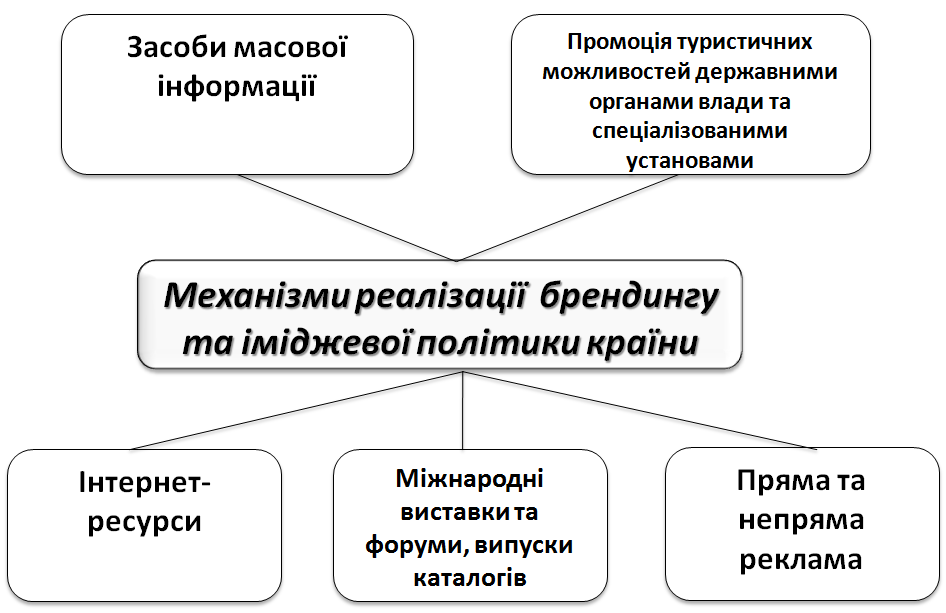 Засоби масової
інформації
Промоція туристичних
можливостей державними
органами влади та
спеціалізованими
установами
Механізми реалізації брендингу
та іміджевої політики країни
Інтернет-
ресурси
Міжнародні
виставки та
форуми, випуски
каталогів
Пряма та
непряма
реклама